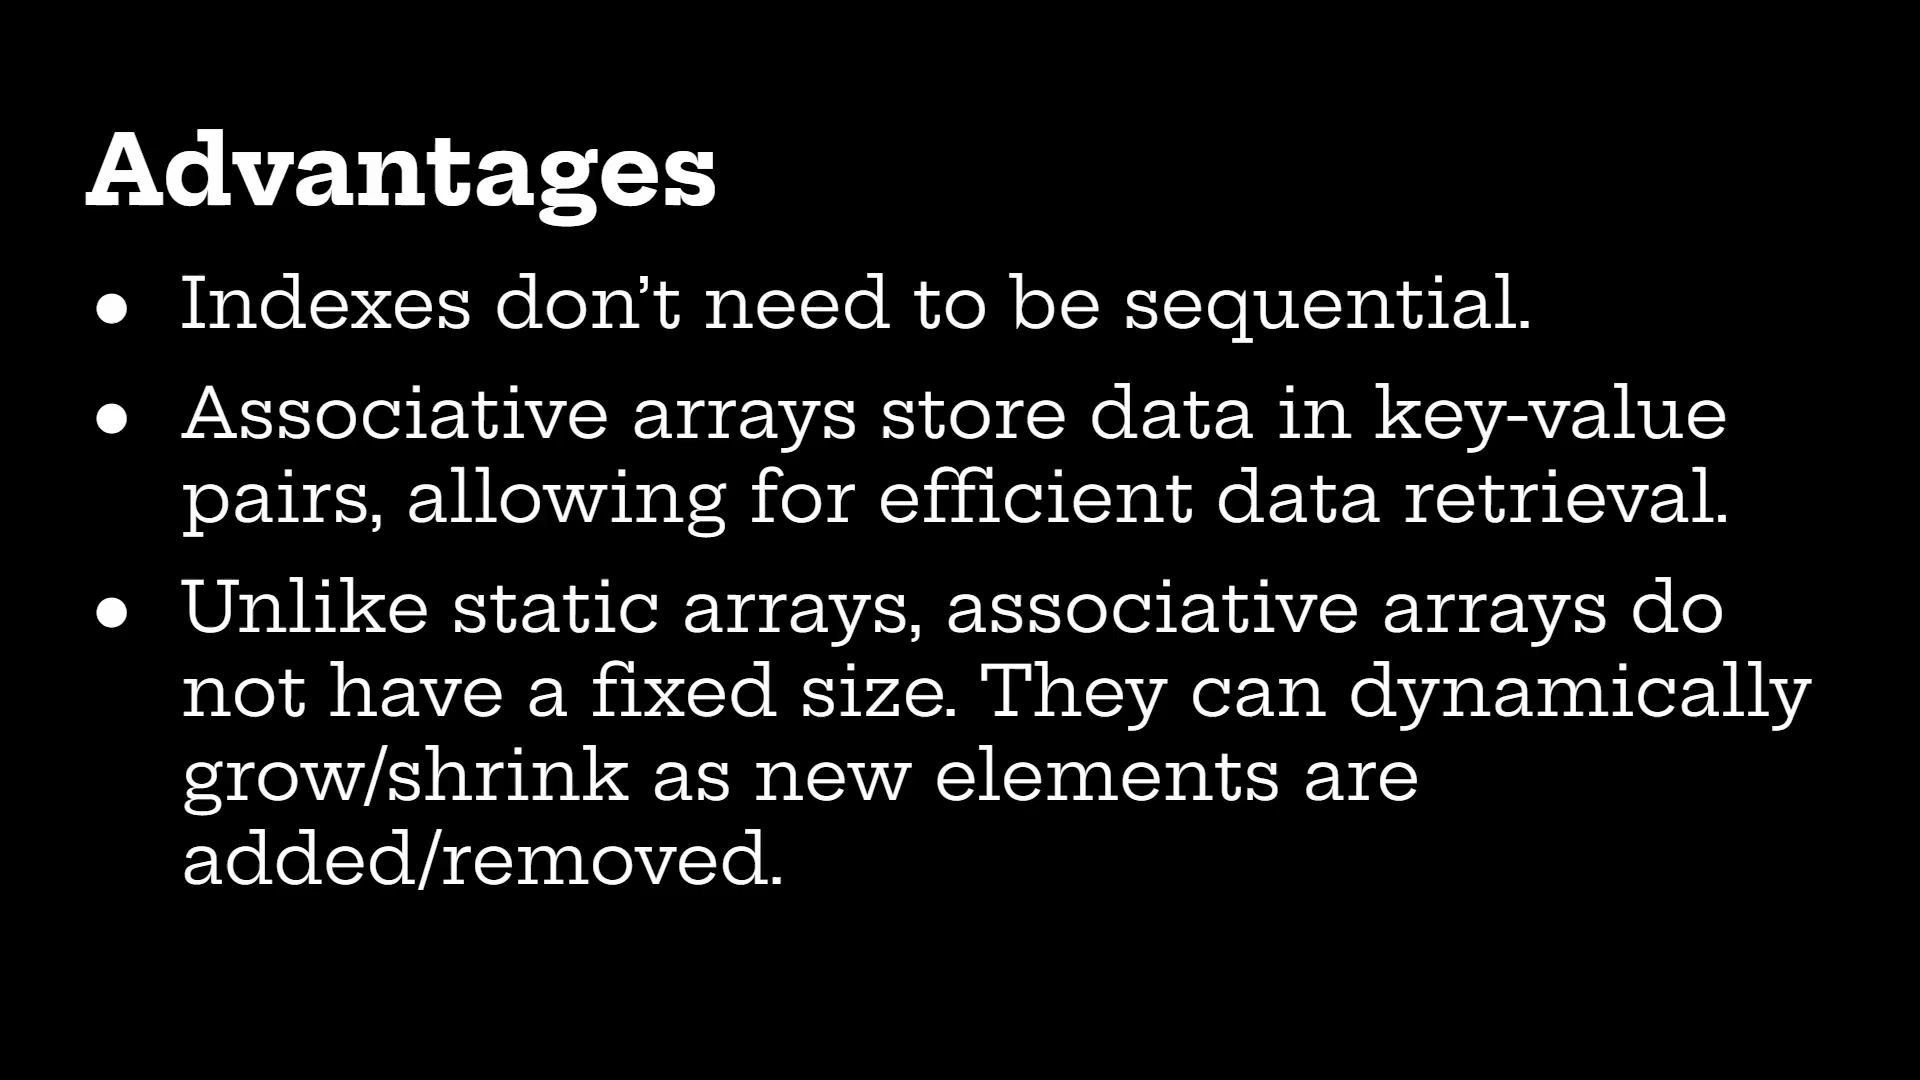 Advantages
● Indexes don’t need to be sequential.
● Associative arrays store data in key-value
pairs, allowing for efficient data retrieval.
● Unlike static arrays, associative arrays do
not have a fixed size. They can dynamically
grow/shrink as new elements are
added/removed.